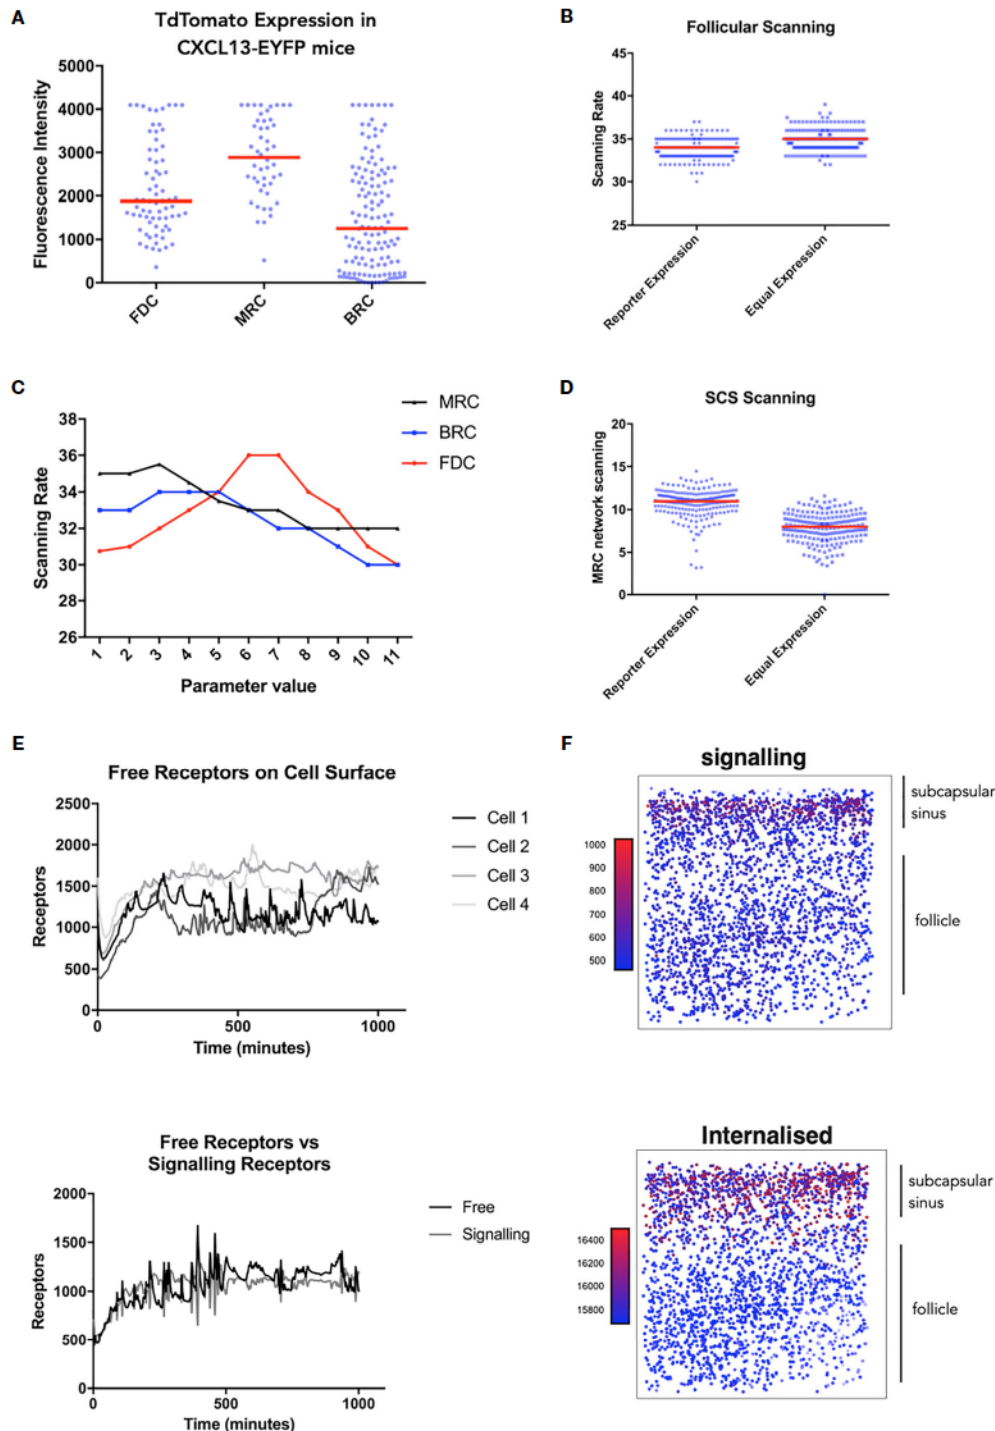 A
TdTomato Expression in
CXCL13-EYFP mice
Fluorescence Intensity
5000
4000
3000
2000
1000
0
FDC
MRC
BRC
B
Follicular Scanning
Scanning Rate
45
40
35
30
25
Reporter Expression
Equal Expression
C
MRC
BRC
FDC
Scanning Rate
38
36
34
32
30
28
26
1
2
3
4
5
6
7
8
9
10
11
Parameter value
D
SCS Scanning
MRC network scanning
20
15
10
5
0
Reporter Expression
Equal Expression
E
Free Receptors on Cell Surface
Receptors
2500
2000
1500
1000
500
0
0
500
1000
Time (minutes)
Cell 1
Cell 2
Cell 3
Cell 4
Free Receptors vs
Signalling Receptors
Receptors
2000
1500
1000
500
0
0
500
1000
Time (minutes)
Free
Signalling
F
signalling
1000
900
800
700
600
500
subcapsular
sinus
follicle
Internalised
16400
16200
16000
15800
subcapsular
sinus
follicle